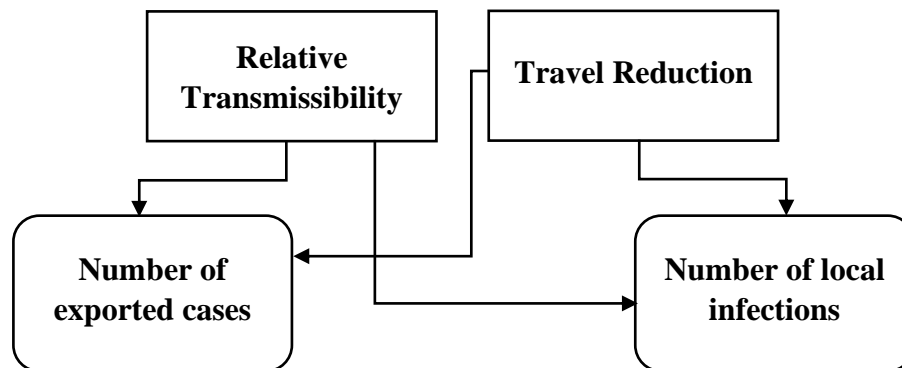 Relative
Transmissibility
Travel Reduction
Number of
exported cases
Number of local
infections